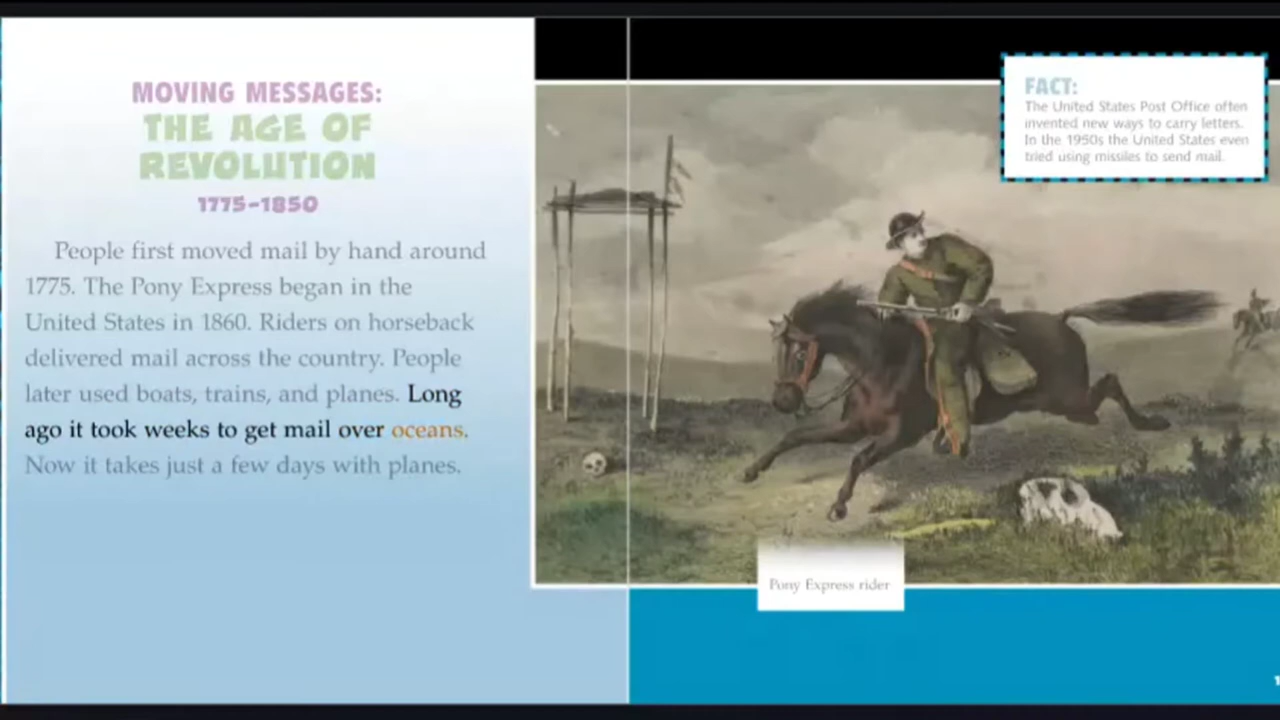 MOVING MESSAGES:
THE AGE OF
REVOLUTION
1775–1850
People first moved mail by hand around
1775. The Pony Express began in the
United States in 1860. Riders on horseback
delivered mail across the country. People
later used boats, trains, and planes. Long
ago it took weeks to get mail over oceans.
Now it takes just a few days with planes.
FACT:
The United States Post Office often
invented new ways to carry letters.
In the 1950s the United States even
tried using missiles to send mail.
Pony Express rider